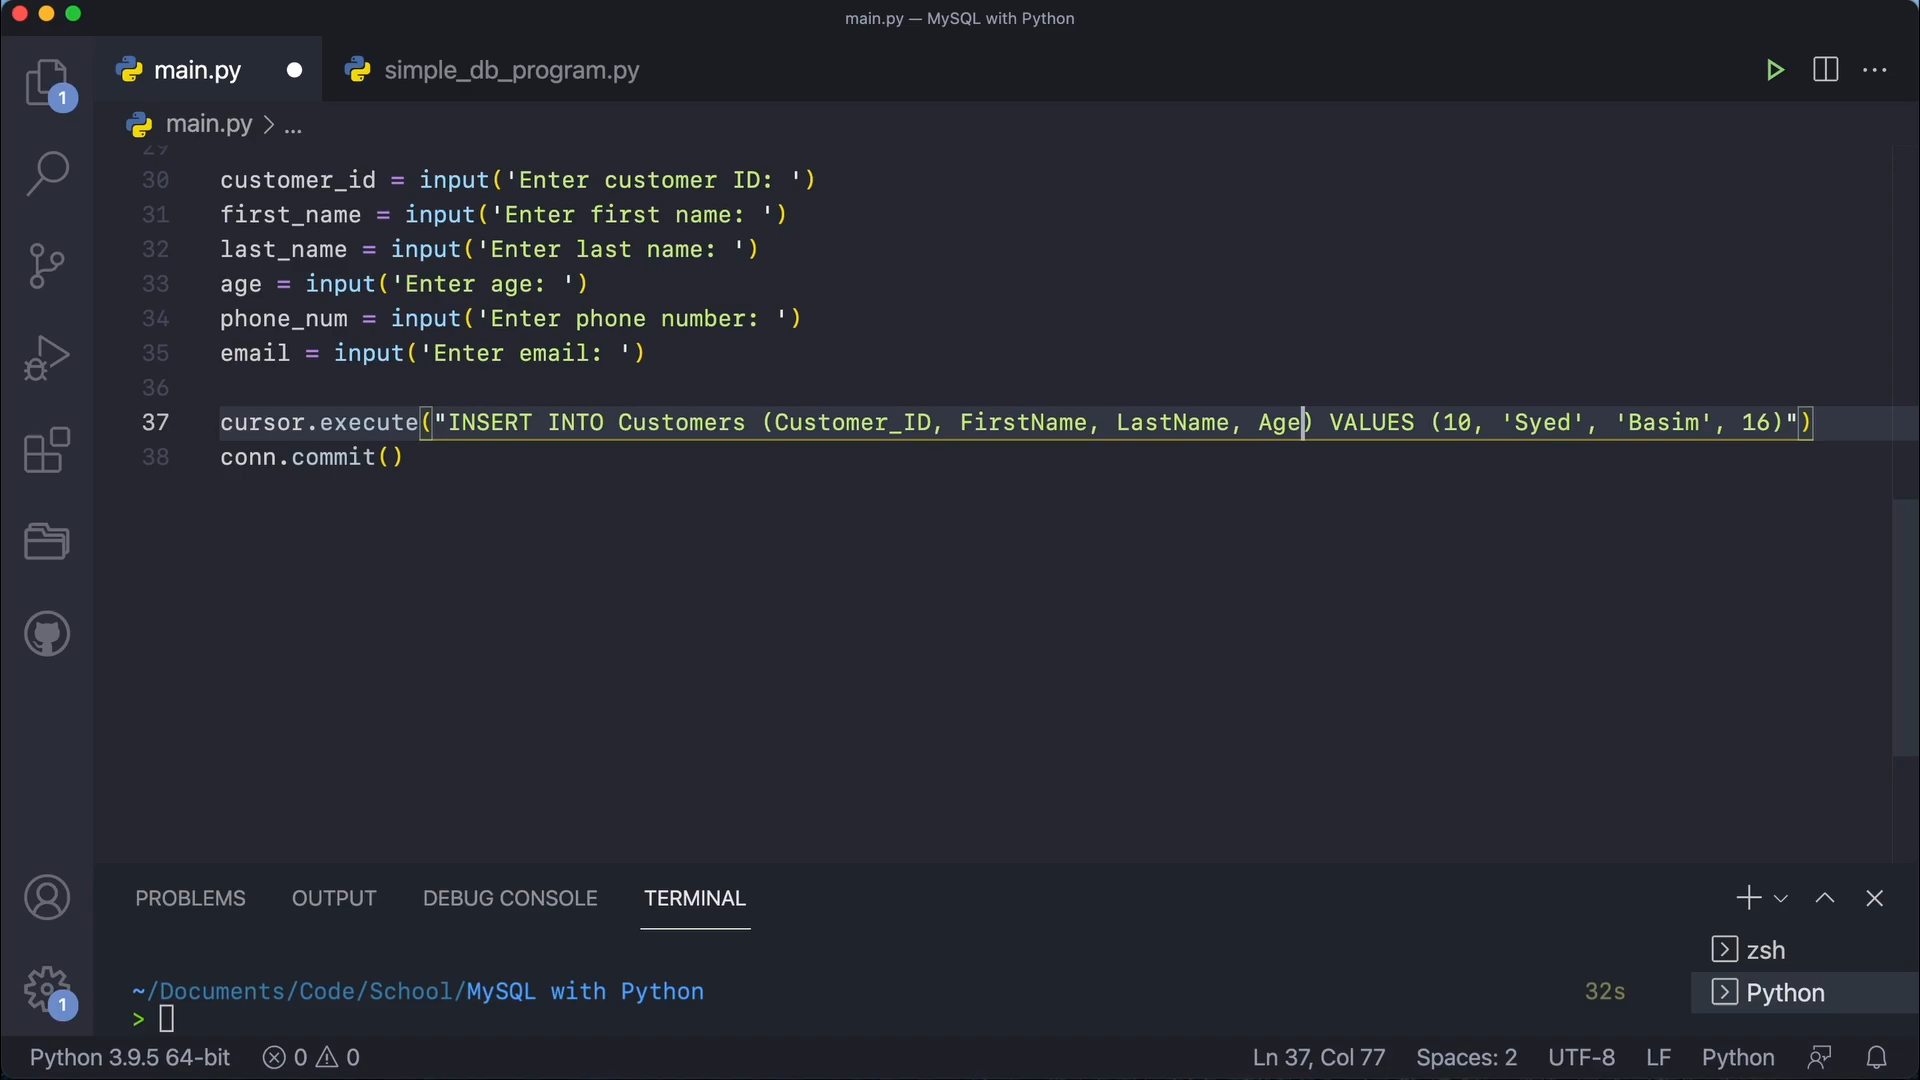 main.py — MySQL with Python
main.py simple_db_program.py
main.py > ...
29
30 customer_id = input('Enter customer ID: ')
31 first_name = input('Enter first name: ')
32 last_name = input('Enter last name: ')
33 age = input('Enter age: ')
34 phone_num = input('Enter phone number: ')
35 email = input('Enter email: ')
36
37 cursor.execute("INSERT INTO Customers (Customer_ID, FirstName, LastName, Age) VALUES (10, 'Syed', 'Basim', 16)")
38 conn.commit()
1
PROBLEMS OUTPUT DEBUG CONSOLE TERMINAL
zsh
~/Documents/Code/School/MySQL with Python 32s
Python
>
1
Python 3.9.5 64-bit 0 0 Ln 37, Col 77 Spaces: 2 UTF-8 LF Python